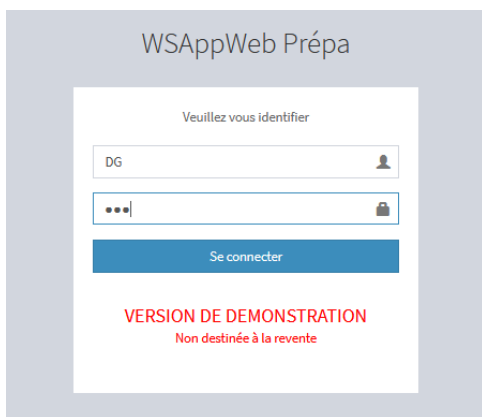 WSAppWeb Prépa
Veuillez vous identifier
DG
•••
Se connecter
VERSION DE DEMONSTRATION
Non destinée à la revente